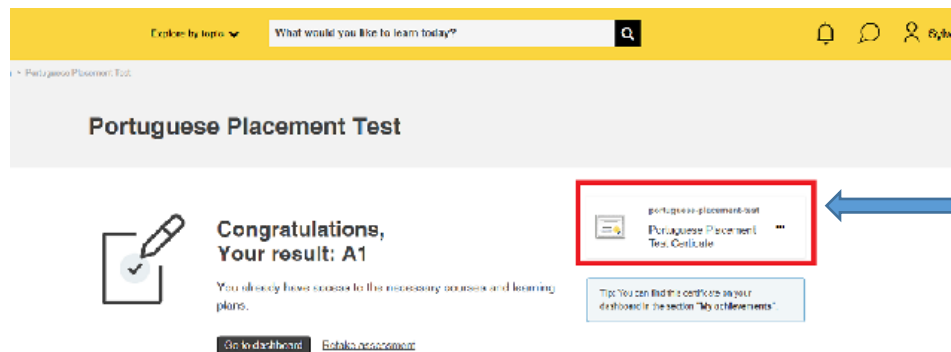 Explore by topic
What would you like to learn today?
Portuguese Placement Test
Portuguese Placement Test
portuguese-placement-test
Portuguese Placement
Test Certicate
Congratulations,
Your result: A1
You already have access to the necessary courses and learning
plans.
Tip: You can find this certificate on your
dashboard in the section "My achievements".
Go to dashboard Retake assessment